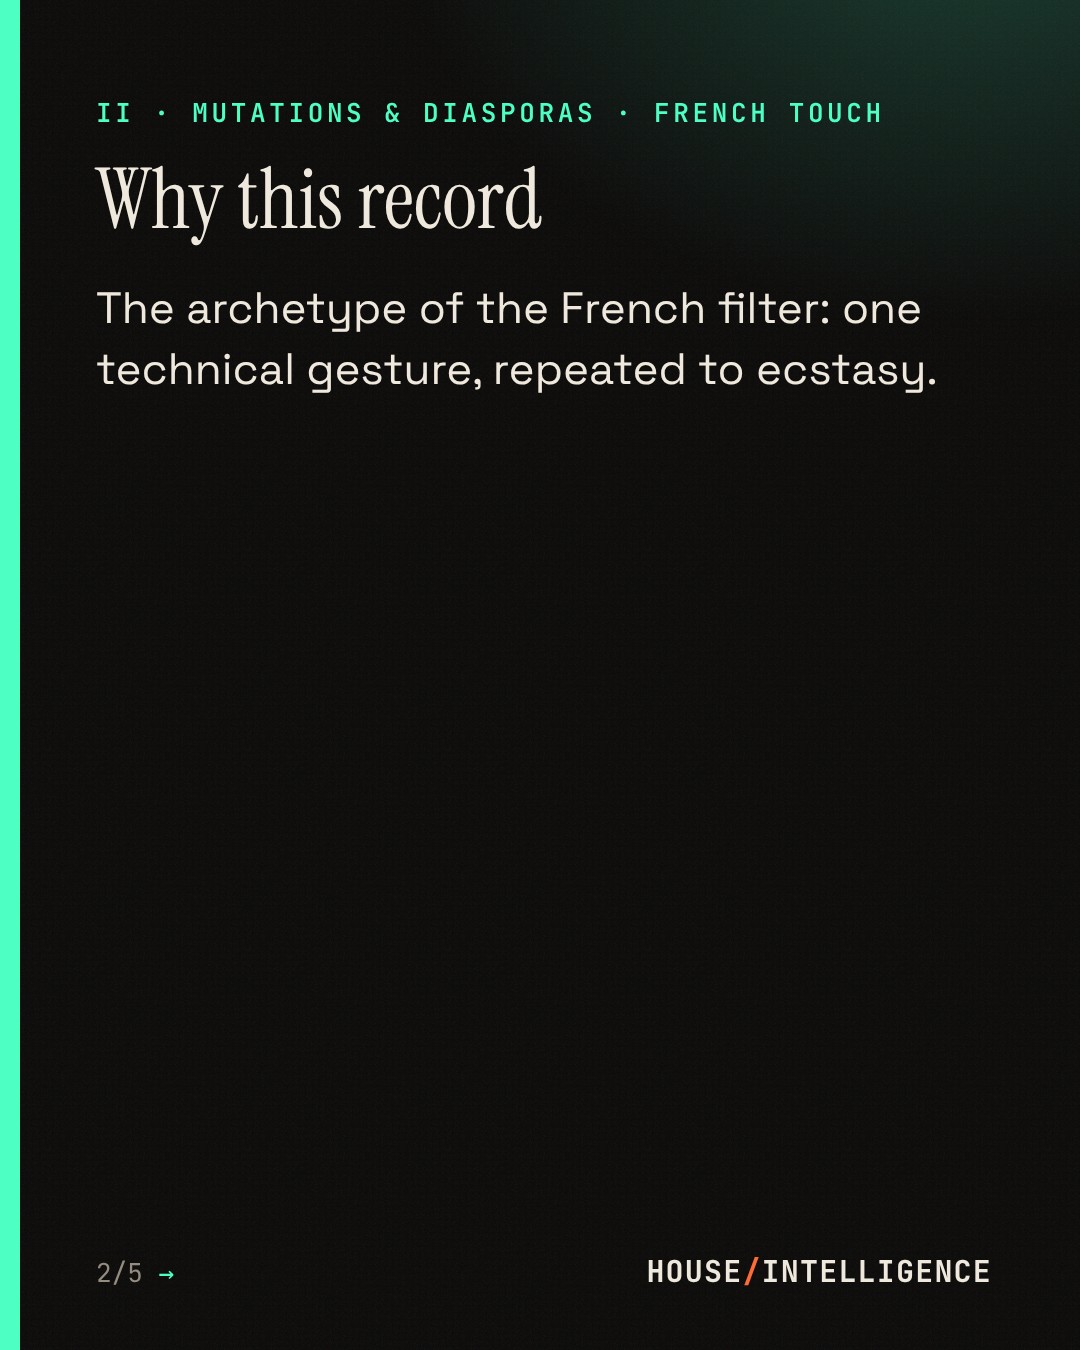 II · MUTATIONS & DIASPORAS · FRENCH TOUCH
Why this record
The archetype of the French filter: one
technical gesture, repeated to ecstasy.
2/5 →
HOUSE/INTELLIGENCE